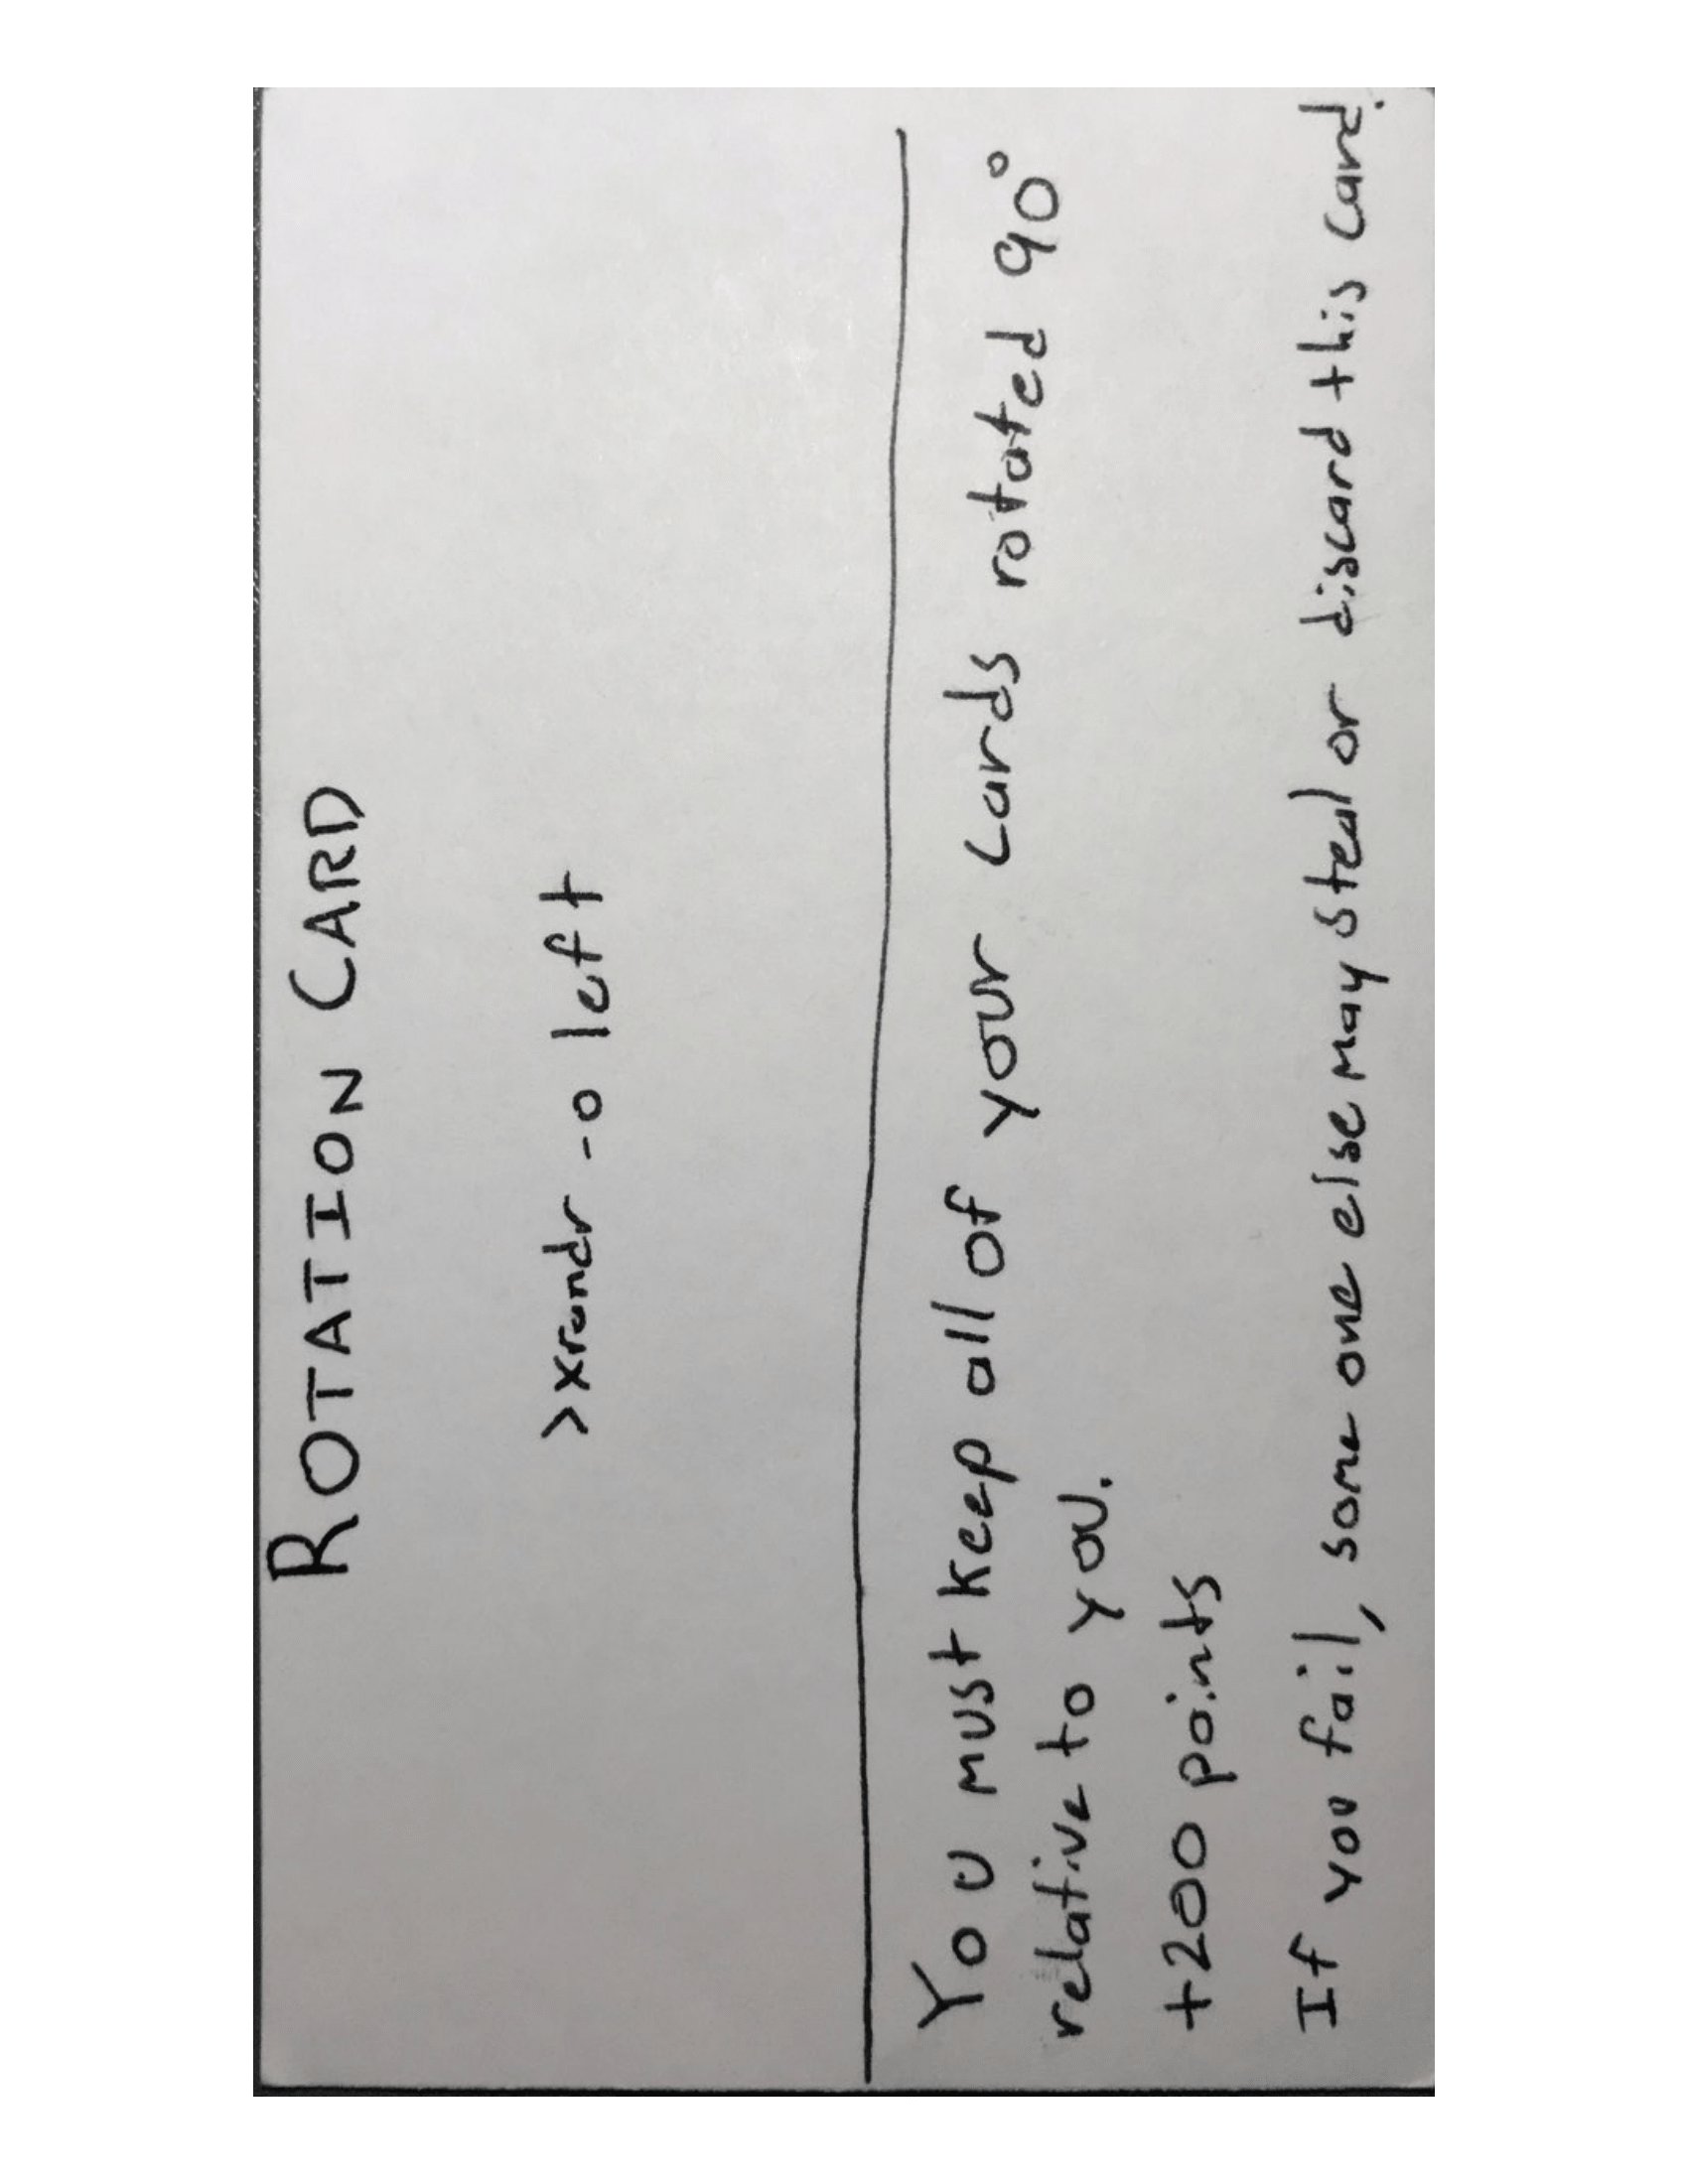 ROTATION CARD
>xrandr -o left
You must keep all of your cards rotated 90°
relative to you.
+200 points
If you fail, some one else may steal or discard this card.